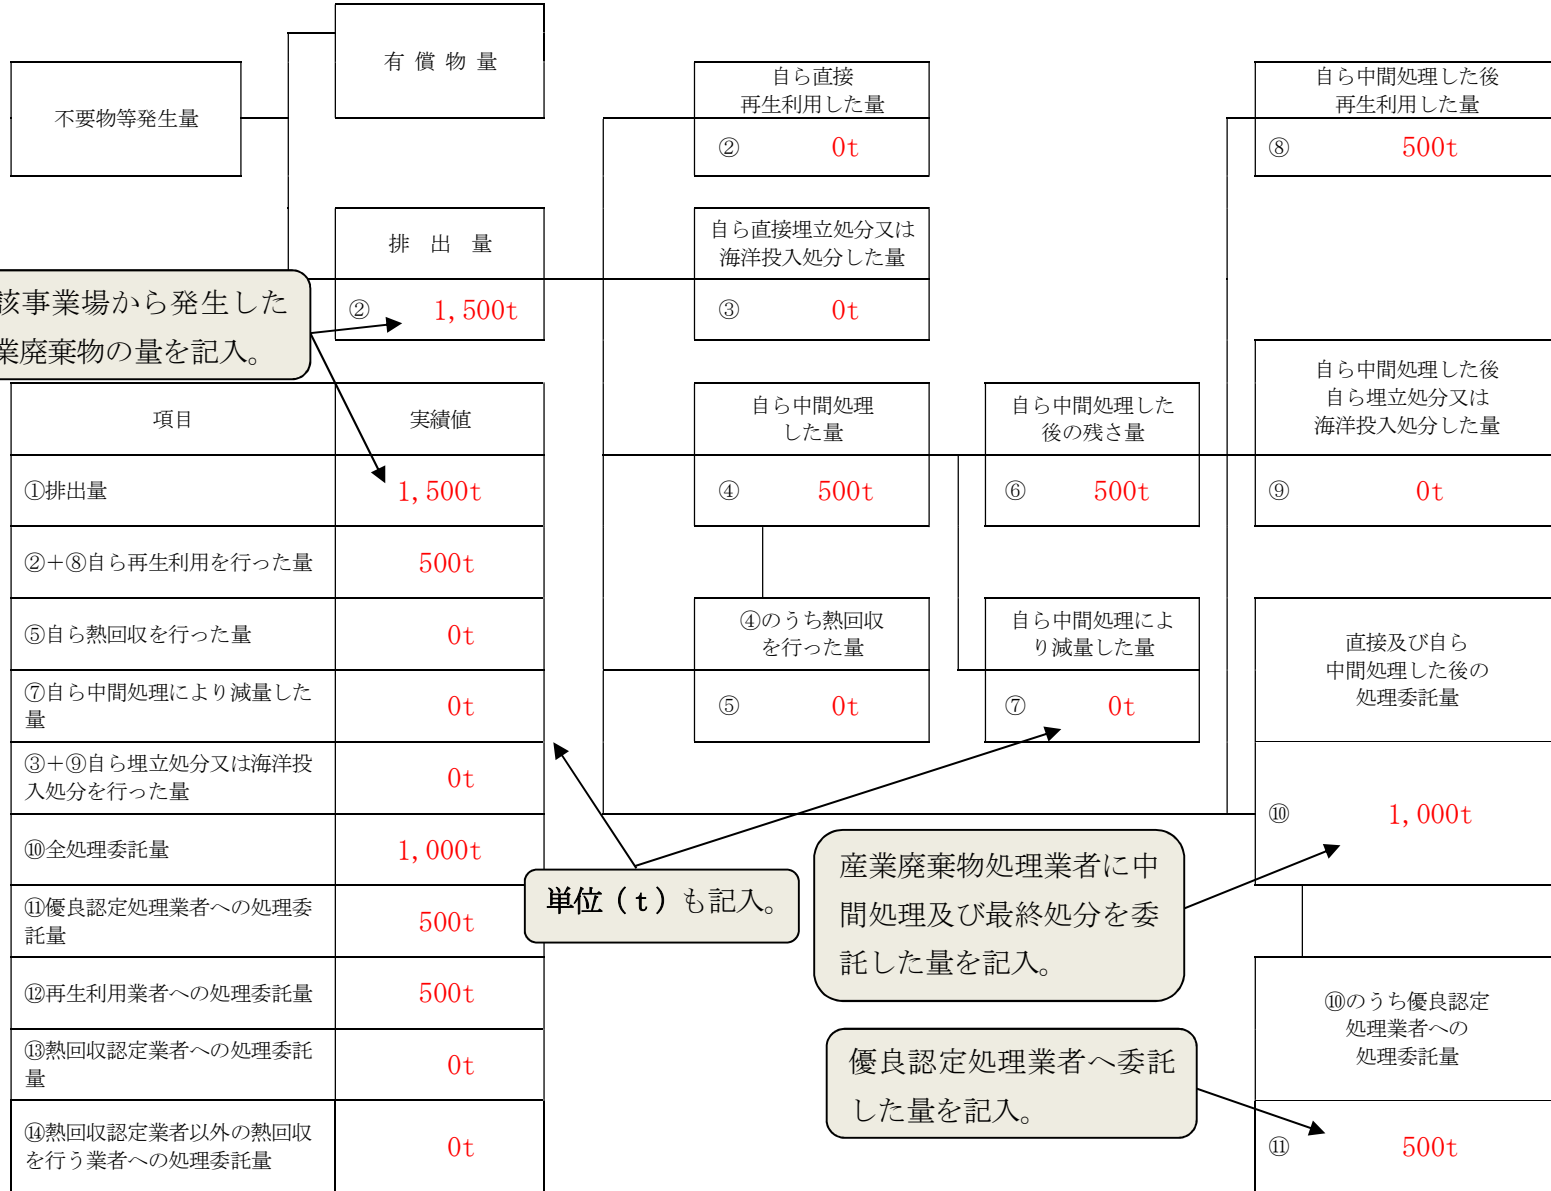 有 償 物 量
不要物等発生量
自ら直接
再生利用した量
② 0t
自ら中間処理した後
再生利用した量
⑧ 500t
排 出 量
② 1,500t
自ら直接埋立処分又は
海洋投入処分した量
③ 0t
該事業場から発生した
業廃棄物の量を記入。
自ら中間処理
した量
④ 500t
自ら中間処理した
後の残さ量
⑥ 500t
自ら中間処理した後
自ら埋立処分又は
海洋投入処分した量
⑨ 0t
④のうち熱回収
を行った量
⑤ 0t
自ら中間処理によ
り減量した量
⑦ 0t
直接及び自ら
中間処理した後の
処理委託量
⑩ 1,000t
項目 実績値
①排出量 1,500t
②+⑧自ら再生利用を行った量 500t
⑤自ら熱回収を行った量 0t
⑦自ら中間処理により減量した
量 0t
③+⑨自ら埋立処分又は海洋投
入処分を行った量 0t
⑩全処理委託量 1,000t
⑪優良認定処理業者への処理委
託量 500t
⑫再生利用業者への処理委託量 500t
⑬熱回収認定業者への処理委託
量 0t
⑭熱回収認定業者以外の熱回収
を行う業者への処理委託量 0t
単位(t)も記入。
産業廃棄物処理業者に中
間処理及び最終処分を委
託した量を記入。
優良認定処理業者へ委託
した量を記入。
⑩のうち優良認定
処理業者への
処理委託量
⑪ 500t